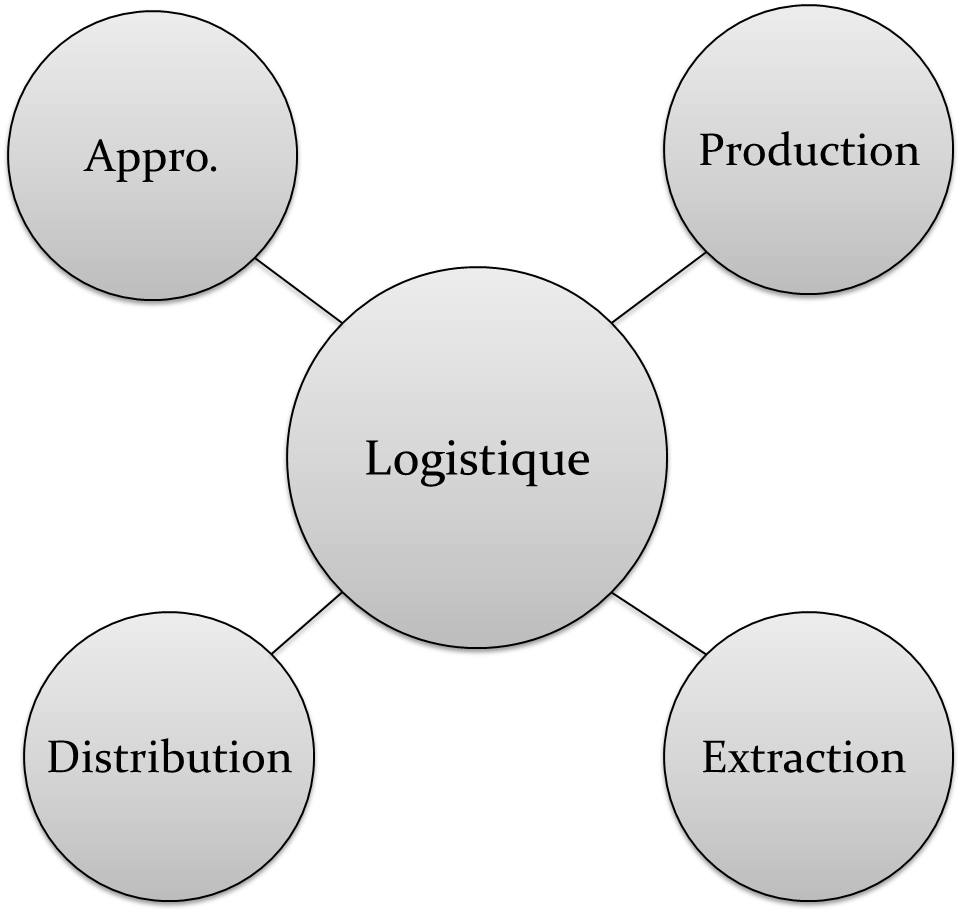 Appro.
Production
Logistique
Distribution
Extraction